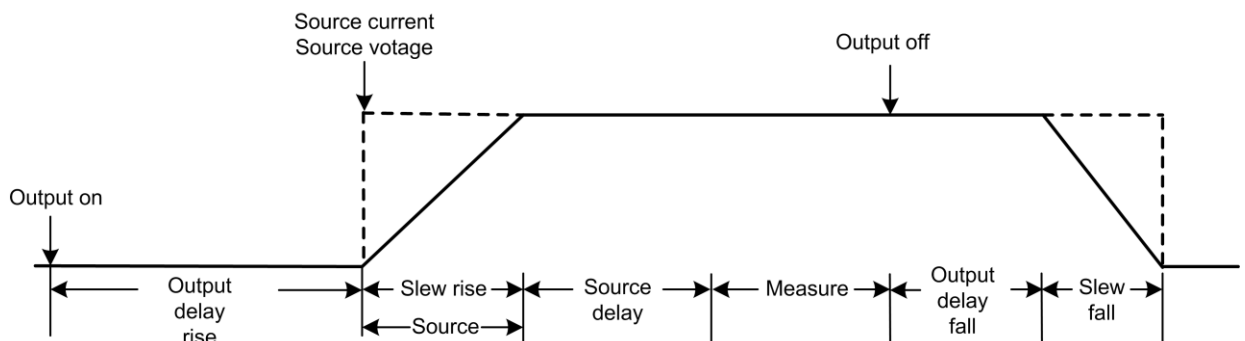 Source current
Source votage
Output off
Output on
Output
delay
rise
Slew rise
Source
Source
delay
Measure
Output
delay
fall
Slew
fall